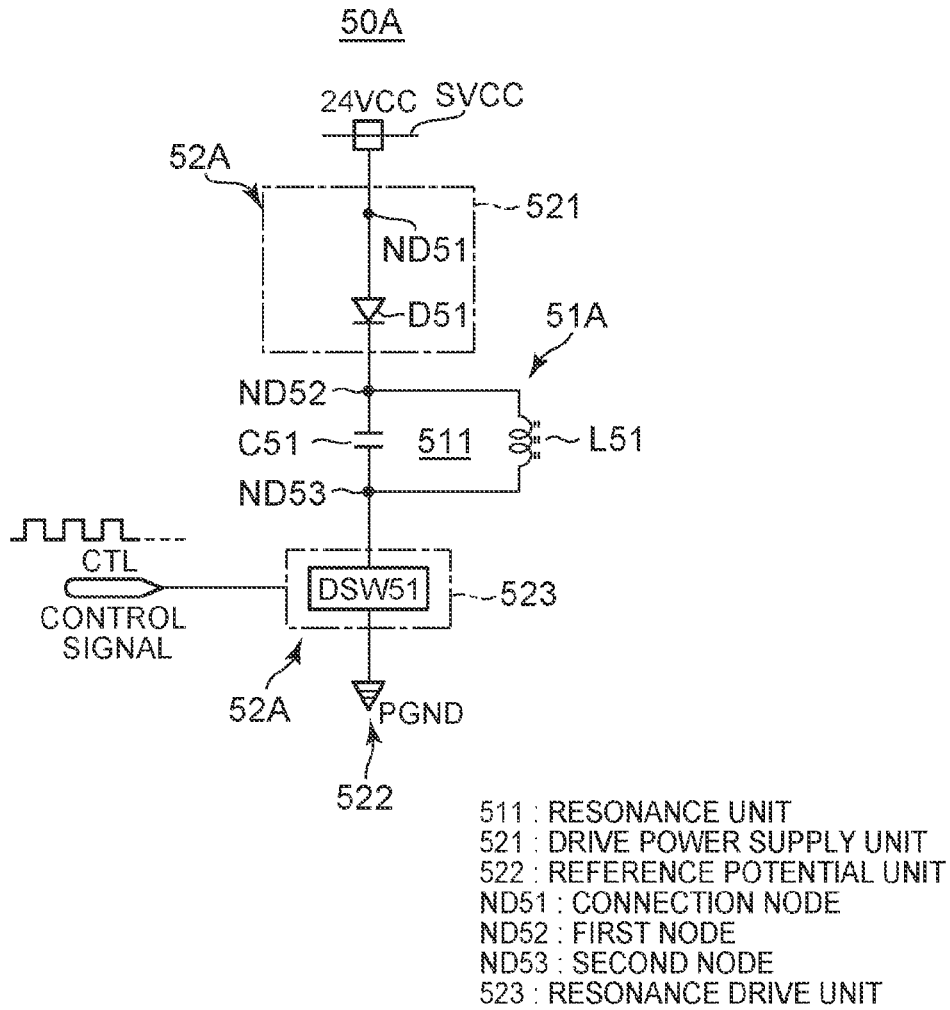 50A
24VCC
SVCC
52A
521
ND51
D51
51A
ND52
C51
511
L51
ND53
CTL
CONTROL
SIGNAL
DSW51
523
52A
PGND
522
511 : RESONANCE UNIT
521 : DRIVE POWER SUPPLY UNIT
522 : REFERENCE POTENTIAL UNIT
ND51 : CONNECTION NODE
ND52 : FIRST NODE
ND53 : SECOND NODE
523 : RESONANCE DRIVE UNIT